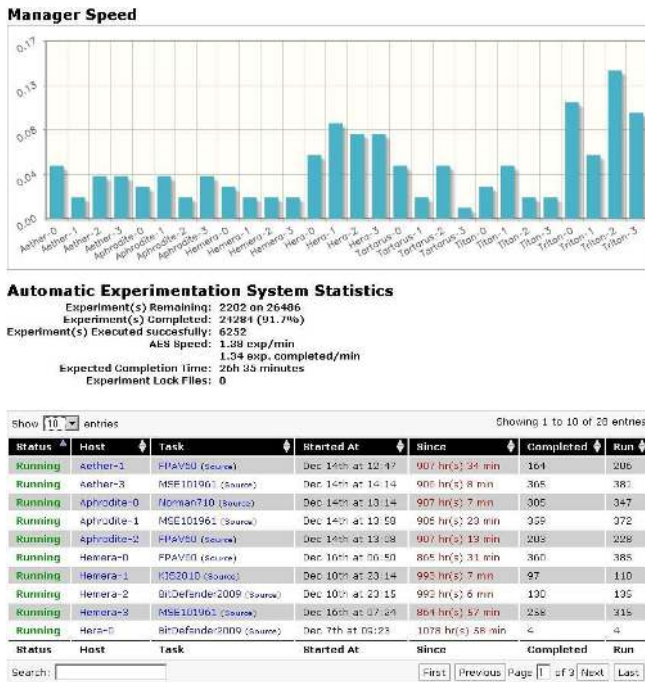 Manager Speed
0.17
0.13
0.08
0.04
0.00
Aether-0 Aether-1 Aether-2 Aether-3 Aphrodite-0 Aphrodite-1 Aphrodite-2 Aphrodite-3 Hemera-0 Hemera-1 Hemera-2 Hemera-3 Hera-0 Hera-1 Hera-2 Hera-3 Tartarus-0 Tartarus-1 Tartarus-2 Tartarus-3 Titan-0 Titan-1 Titan-2 Titan-3 Triton-0 Triton-1 Triton-2 Triton-3
Automatic Experimentation System Statistics
Experiment(s) Remaining: 2202 on 26486
Experiment(s) Completed: 24284 (91.7%)
Experiment(s) Executed succesfully: 6252
AES Speed: 1.38 exp/min
1.34 exp. completed/min
Expected Completion Time: 26h 35 minutes
Experiment Lock Files: 0
Show 10 entries Showing 1 to 10 of 28 entries
Status Host Task Started At Since Completed Run
Running Aether-1 FPAV60 (Source) Dec 14th at 12:47 907 hr(s) 34 min 164 206
Running Aether-3 MSE101961 (Source) Dec 14th at 14:14 906 hr(s) 8 min 365 381
Running Aphrodite-0 Norman710 (Source) Dec 14th at 13:14 907 hr(s) 7 min 305 347
Running Aphrodite-1 MSE101961 (Source) Dec 14th at 13:58 906 hr(s) 23 min 359 372
Running Aphrodite-2 FPAV60 (Source) Dec 14th at 13:08 907 hr(s) 13 min 203 228
Running Hemera-0 FPAV60 (Source) Dec 16th at 06:50 865 hr(s) 31 min 360 385
Running Hemera-1 KIS2010 (Source) Dec 10th at 23:14 993 hr(s) 7 min 97 110
Running Hemera-2 BitDefender2009 (Source) Dec 10th at 23:15 993 hr(s) 6 min 130 135
Running Hemera-3 MSE101961 (Source) Dec 16th at 07:24 864 hr(s) 57 min 258 315
Running Hera-0 BitDefender2009 (Source) Dec 7th at 09:23 1078 hr(s) 58 min 4 4
Status Host Task Started At Since Completed Run
Search: First Previous Page 1 of 3 Next Last